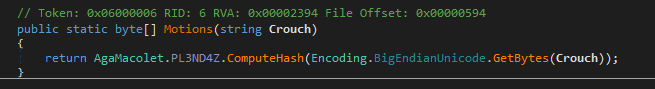 // Token: 0x06000006 RID: 6 RVA: 0x00002394 File Offset: 0x00000594
public static byte[] Motions(string Crouch)
{
    return AgaMacolet.PL3ND4Z.ComputeHash(Encoding.BigEndianUnicode.GetBytes(Crouch));
}